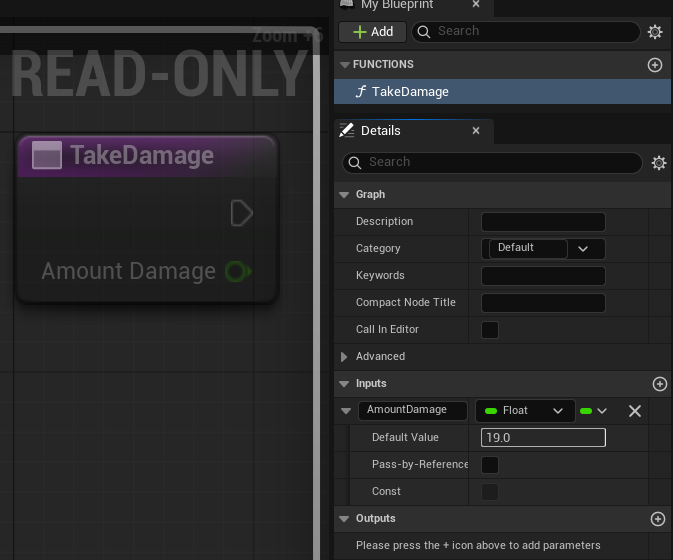 My Blueprint
Zoom +6
READ-ONLY
TakeDamage
Amount Damage
Add
Search
FUNCTIONS
TakeDamage
Details
Search
Graph
Description
Category
Default
Keywords
Compact Node Title
Call In Editor
Advanced
Inputs
AmountDamage
Float
Default Value
19.0
Pass-by-Reference
Const
Outputs
Please press the + icon above to add parameters